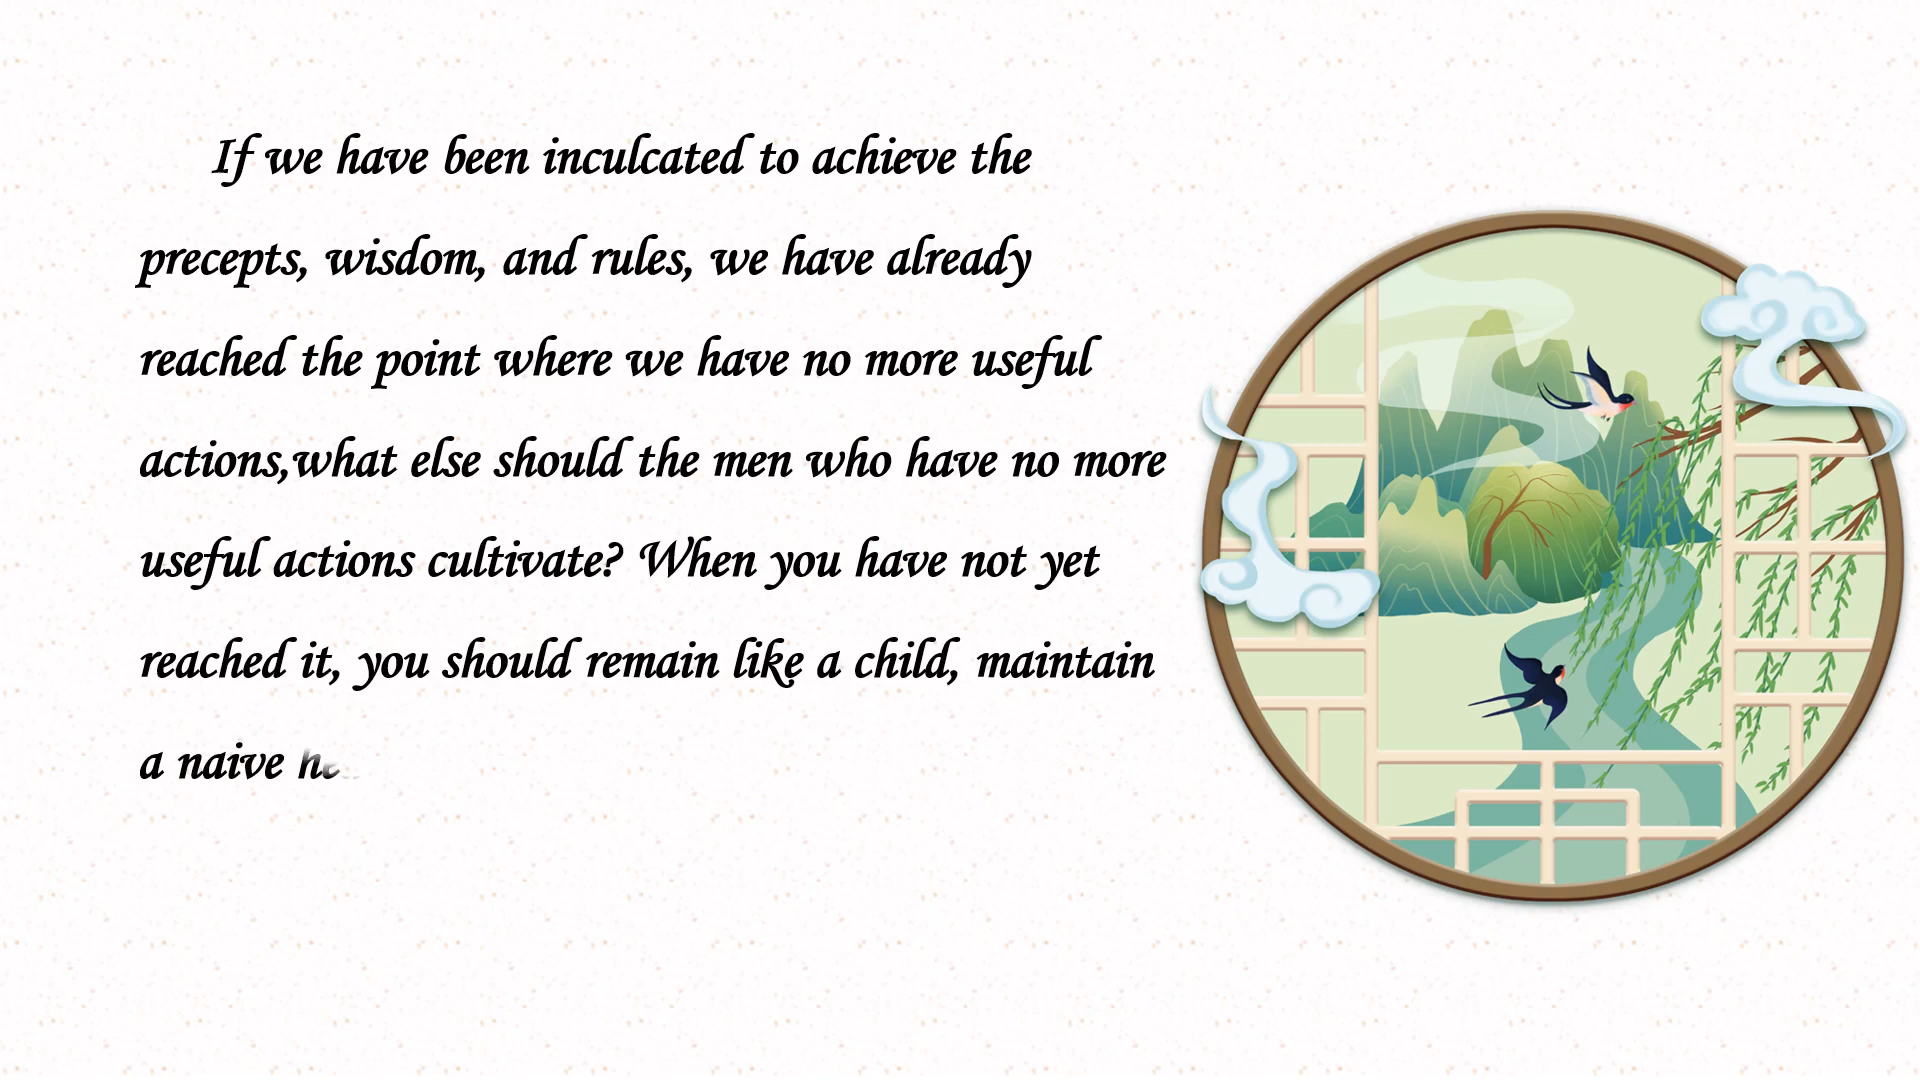 If we have been inculcated to achieve the
precepts, wisdom, and rules, we have already
reached the point where we have no more useful
actions,what else should the men who have no more
useful actions cultivate? When you have not yet
reached it, you should remain like a child, maintain
a naive